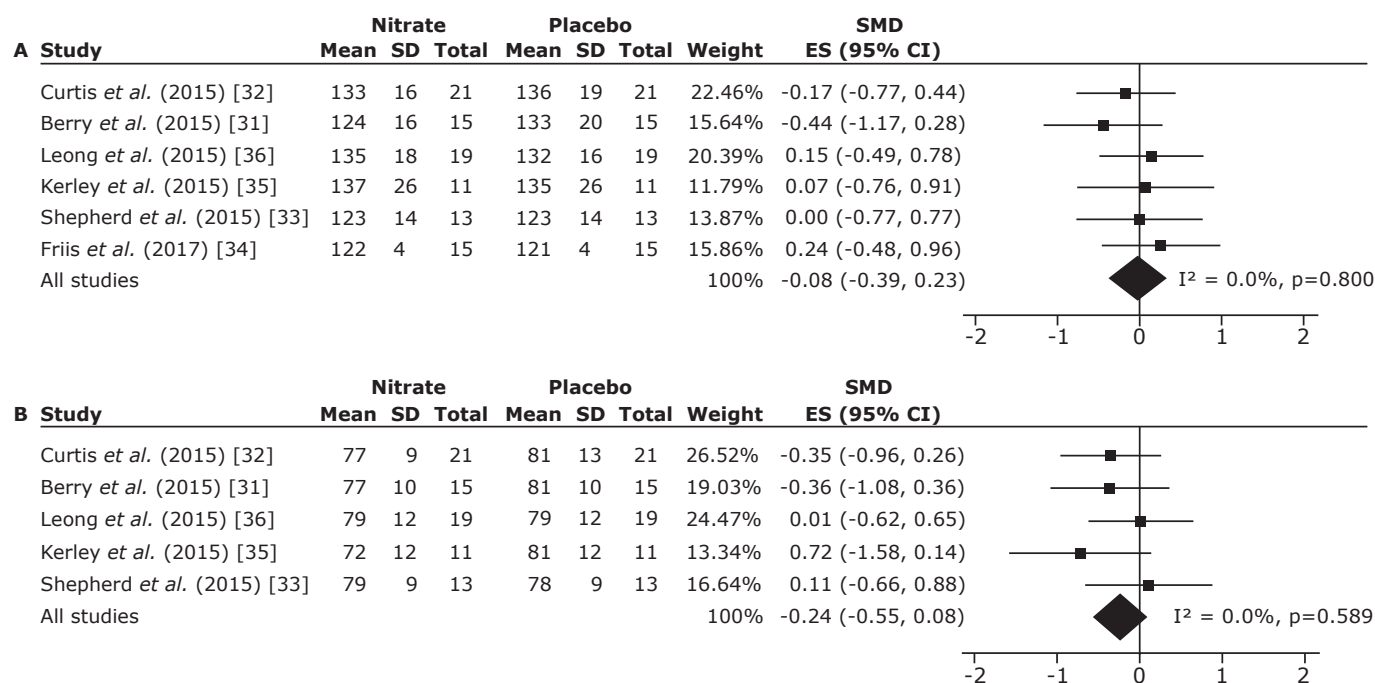 Nitrate Placebo SMD
A Study Mean SD Total Mean SD Total Weight ES (95% CI)
Curtis et al. (2015) [32] 133 16 21 136 19 21 22.46% -0.17 (-0.77, 0.44)
Berry et al. (2015) [31] 124 16 15 133 20 15 15.64% -0.44 (-1.17, 0.28)
Leong et al. (2015) [36] 135 18 19 132 16 19 20.39% 0.15 (-0.49, 0.78)
Kerley et al. (2015) [35] 137 26 11 135 26 11 11.79% 0.07 (-0.76, 0.91)
Shepherd et al. (2015) [33] 123 14 13 123 14 13 13.87% 0.00 (-0.77, 0.77)
Friis et al. (2017) [34] 122 4 15 121 4 15 15.86% 0.24 (-0.48, 0.96)
All studies 100% -0.08 (-0.39, 0.23) I² = 0.0%, p=0.800
-2 -1 0 1 2
Nitrate Placebo SMD
B Study Mean SD Total Mean SD Total Weight ES (95% CI)
Curtis et al. (2015) [32] 77 9 21 81 13 21 26.52% -0.35 (-0.96, 0.26)
Berry et al. (2015) [31] 77 10 15 81 10 15 19.03% -0.36 (-1.08, 0.36)
Leong et al. (2015) [36] 79 12 19 79 12 19 24.47% 0.01 (-0.62, 0.65)
Kerley et al. (2015) [35] 72 12 11 81 12 11 13.34% 0.72 (-1.58, 0.14)
Shepherd et al. (2015) [33] 79 9 13 78 9 13 16.64% 0.11 (-0.66, 0.88)
All studies 100% -0.24 (-0.55, 0.08) I² = 0.0%, p=0.589
-2 -1 0 1 2